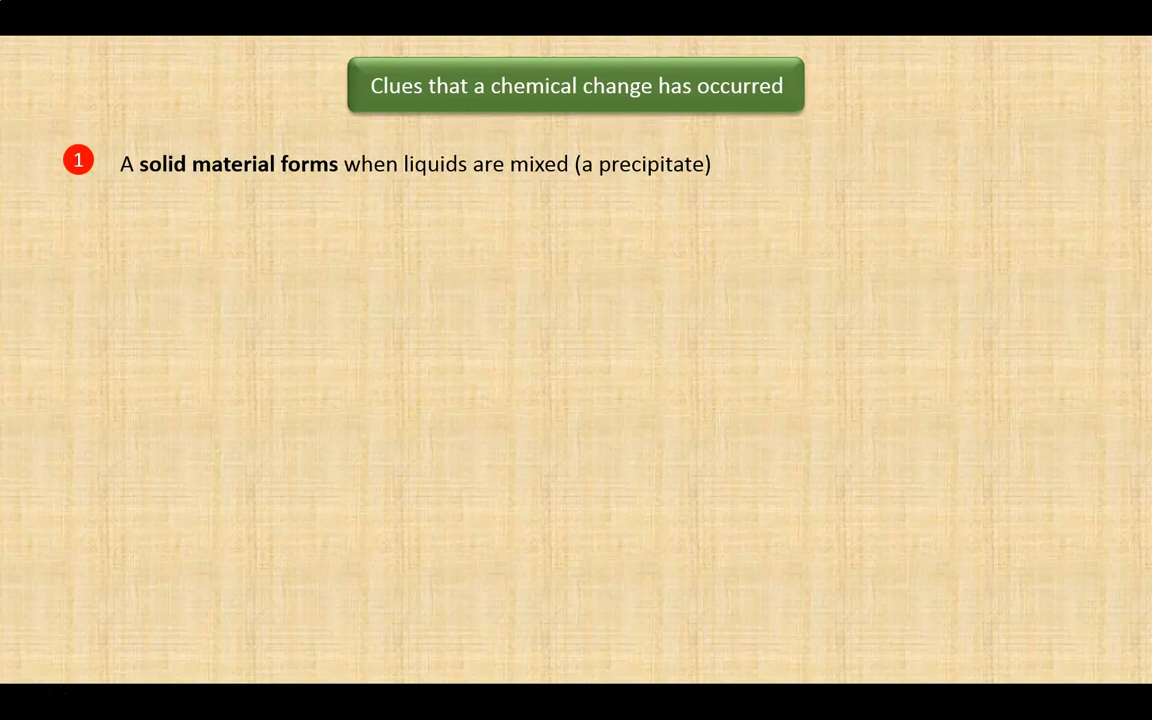 Clues that a chemical change has occurred
1 A solid material forms when liquids are mixed (a precipitate)